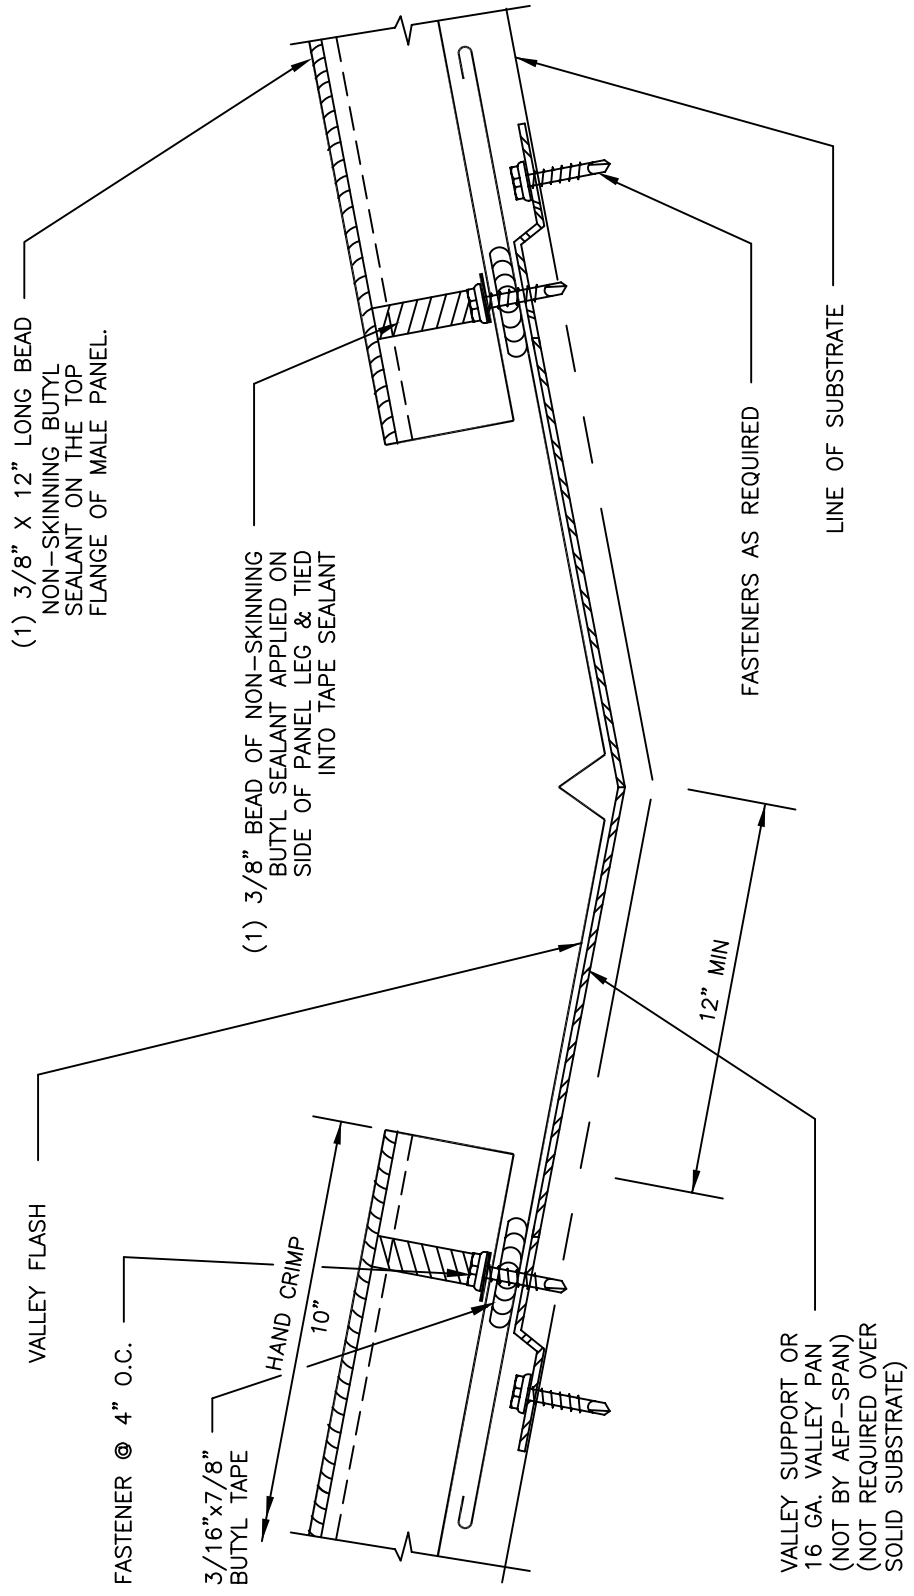 FASTENER @ 4" O.C.
VALLEY FLASH
(1) 3/8" BEAD OF NON-SKINNING
BUTYL SEALANT APPLIED ON
SIDE OF PANEL LEG & TIED
INTO TAPE SEALANT
(1) 3/8" X 12" LONG BEAD
NON-SKINNING BUTYL
SEALANT ON THE TOP
FLANGE OF MALE PANEL.
3/16"x7/8"
BUTYL TAPE
HAND CRIMP
10"
12" MIN
VALLEY SUPPORT OR
16 GA. VALLEY PAN
(NOT BY AEP-SPAN)
(NOT REQUIRED OVER
SOLID SUBSTRATE)
FASTENERS AS REQUIRED
LINE OF SUBSTRATE